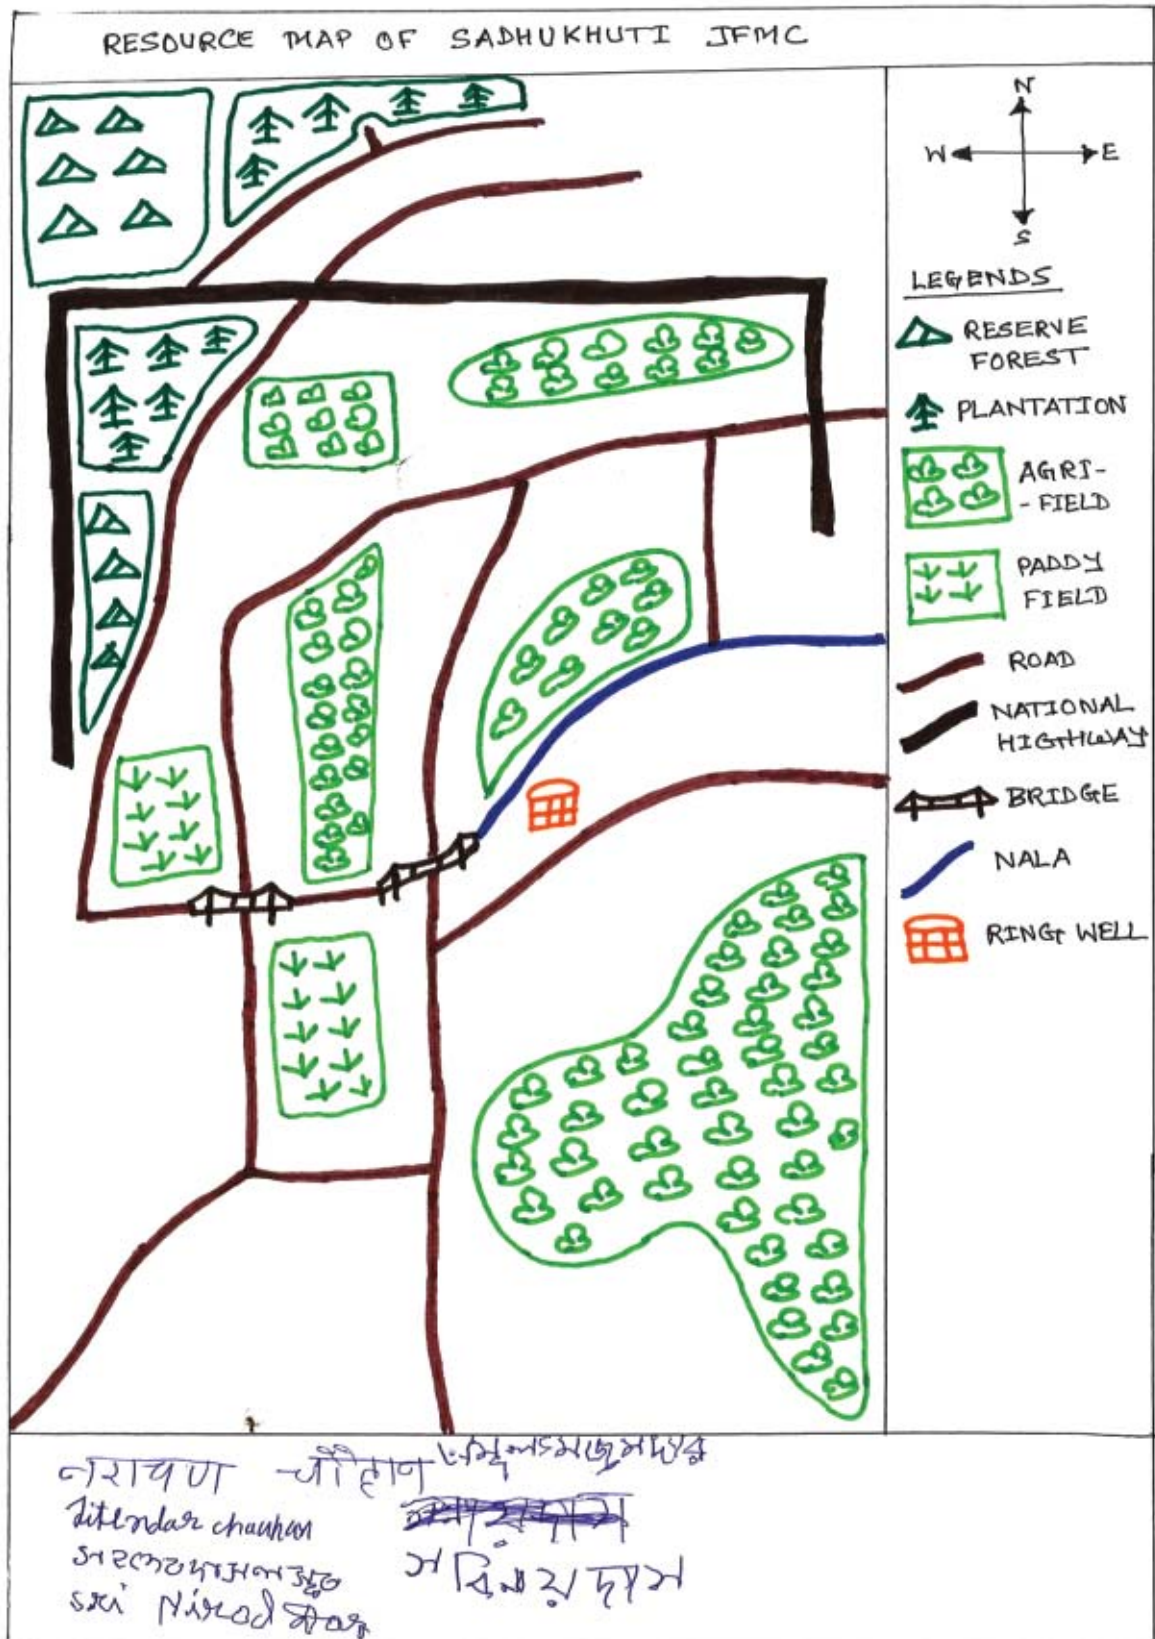 RESOURCE MAP OF SADHUKHUTI JFMC
N
W E
S
LEGENDS
RESERVE
FOREST
PLANTATION
AGRI-
-FIELD
PADDY
FIELD
ROAD
NATIONAL
HIGHWAY
BRIDGE
NALA
RING WELL
नरायण चौहान
Jitendar chauhan
sri Nirod Das